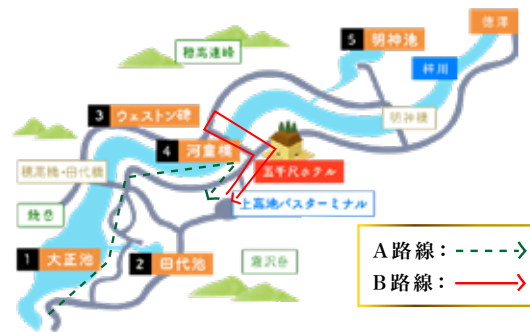 徳澤
5 明神池
穂高連峰
梓川
3 ウェストン碑
明神橋
4 河童橋
穂高橋・田代橋
五千尺ホテル
焼岳
上高地バスターミナル
1 大正池
2 田代池
霞沢岳
A路線：
B路線：